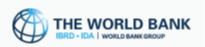 THE WORLD BANK
IBRD • IDA | WORLD BANK GROUP